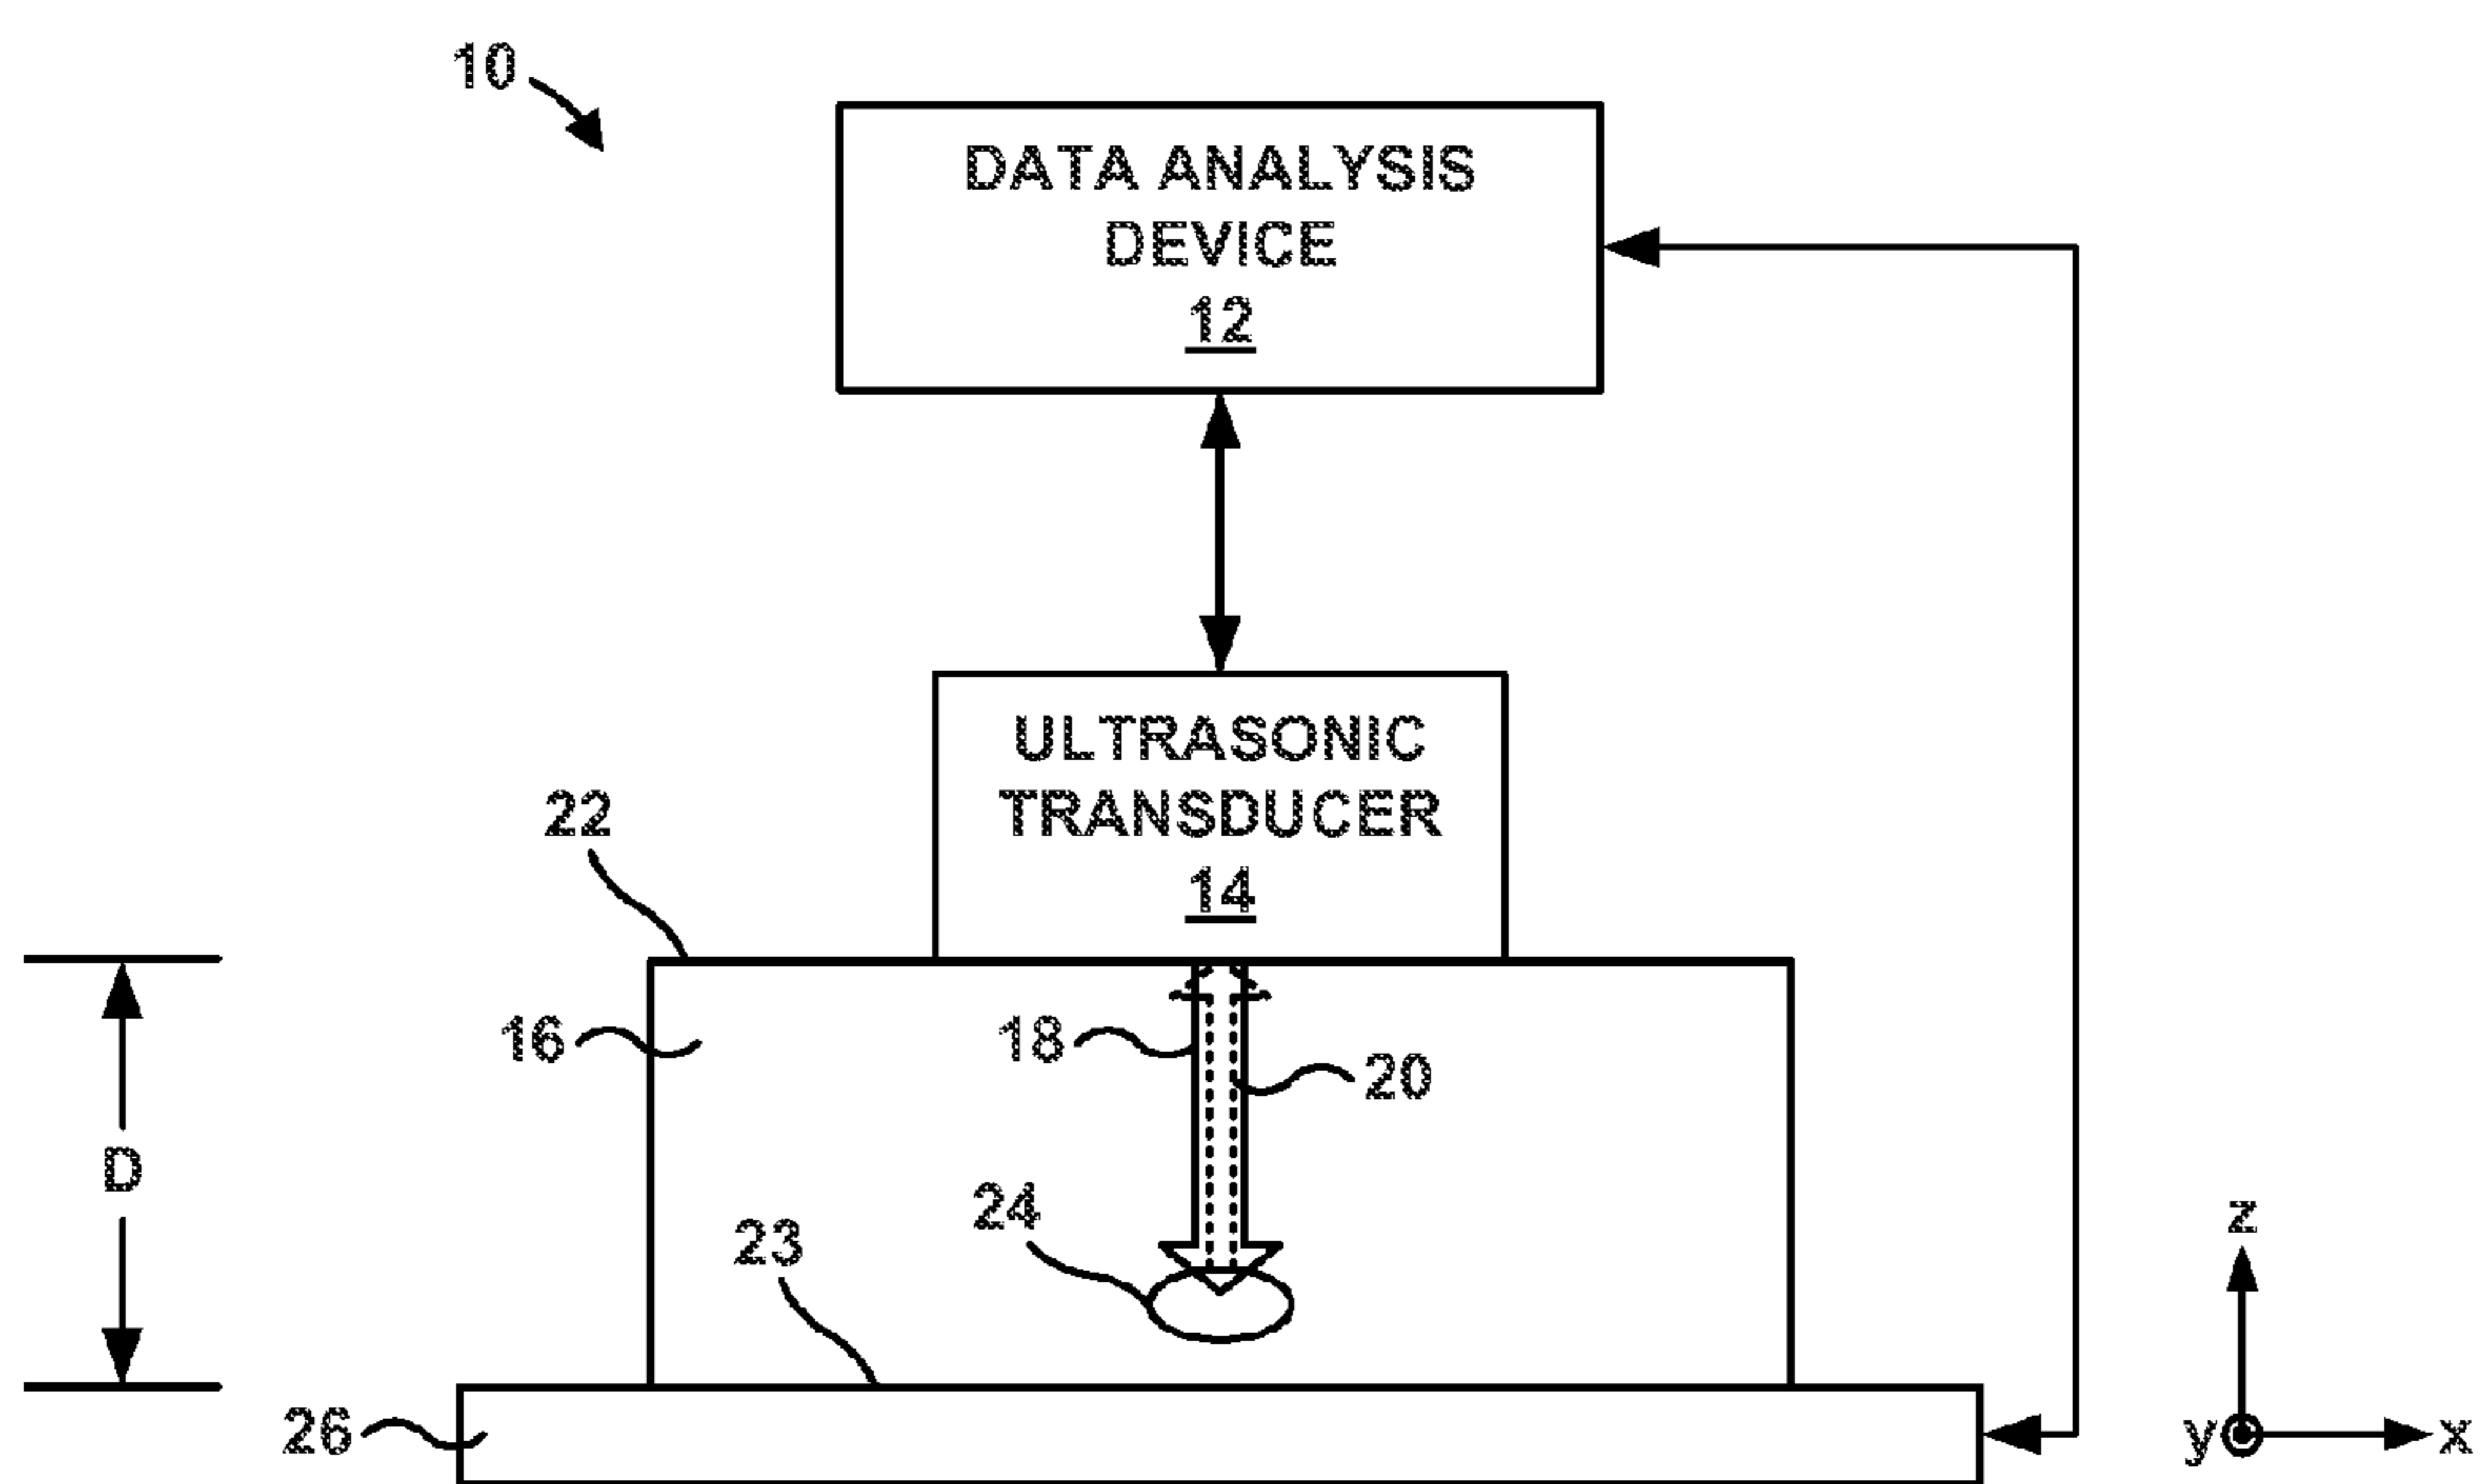 10
DATA ANALYSIS
DEVICE
12
ULTRASONIC
TRANSDUCER
14
22
16
18
20
D
24
23
26
z
y
x